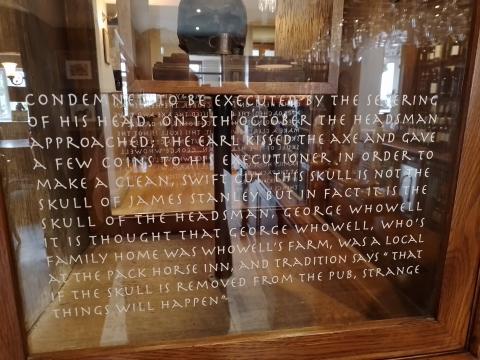 CONDEMNED TO BE EXECUTED BY THE SEVERING
OF HIS HEAD. ON 15TH OCTOBER THE HEADSMAN
APPROACHED; THE EARL KISSED THE AXE AND GAVE
A FEW COINS TO HIS EXECUTIONER IN ORDER TO
MAKE A CLEAN, SWIFT CUT. THIS SKULL IS NOT THE
SKULL OF JAMES STANLEY BUT IN FACT IT IS THE
SKULL OF THE HEADSMAN, GEORGE WHOWELL
IT IS THOUGHT THAT GEORGE WHOWELL, WHO'S
FAMILY HOME WAS WHOWELL'S FARM, WAS A LOCAL
AT THE PACK HORSE INN, AND TRADITION SAYS "THAT
IF THE SKULL IS REMOVED FROM THE PUB, STRANGE
THINGS WILL HAPPEN".